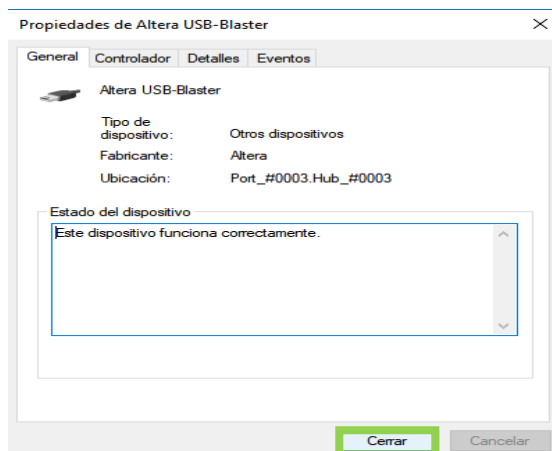 Propiedades de Altera USB-Blaster
General Controlador Detalles Eventos
Altera USB-Blaster
Tipo de
dispositivo: Otros dispositivos
Fabricante: Altera
Ubicación: Port_#0003.Hub_#0003
Estado del dispositivo
Este dispositivo funciona correctamente.
Cerrar Cancelar